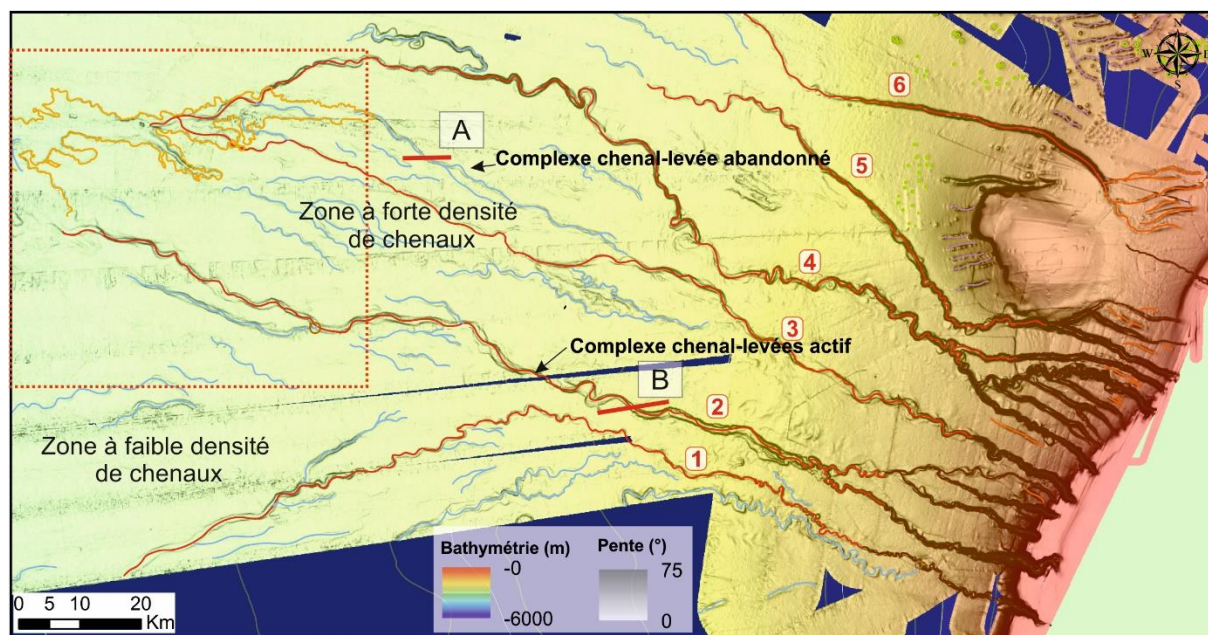 N
W
S
6
A
Complexe chenal-levée abandonné
5
Zone à forte densité
de chenaux
4
3
Complexe chenal-levées actif
B
2
Zone à faible densité
de chenaux
1
Bathymétrie (m)
Pente (°)
-0
75
-6000
0
0 5 10 20
Km